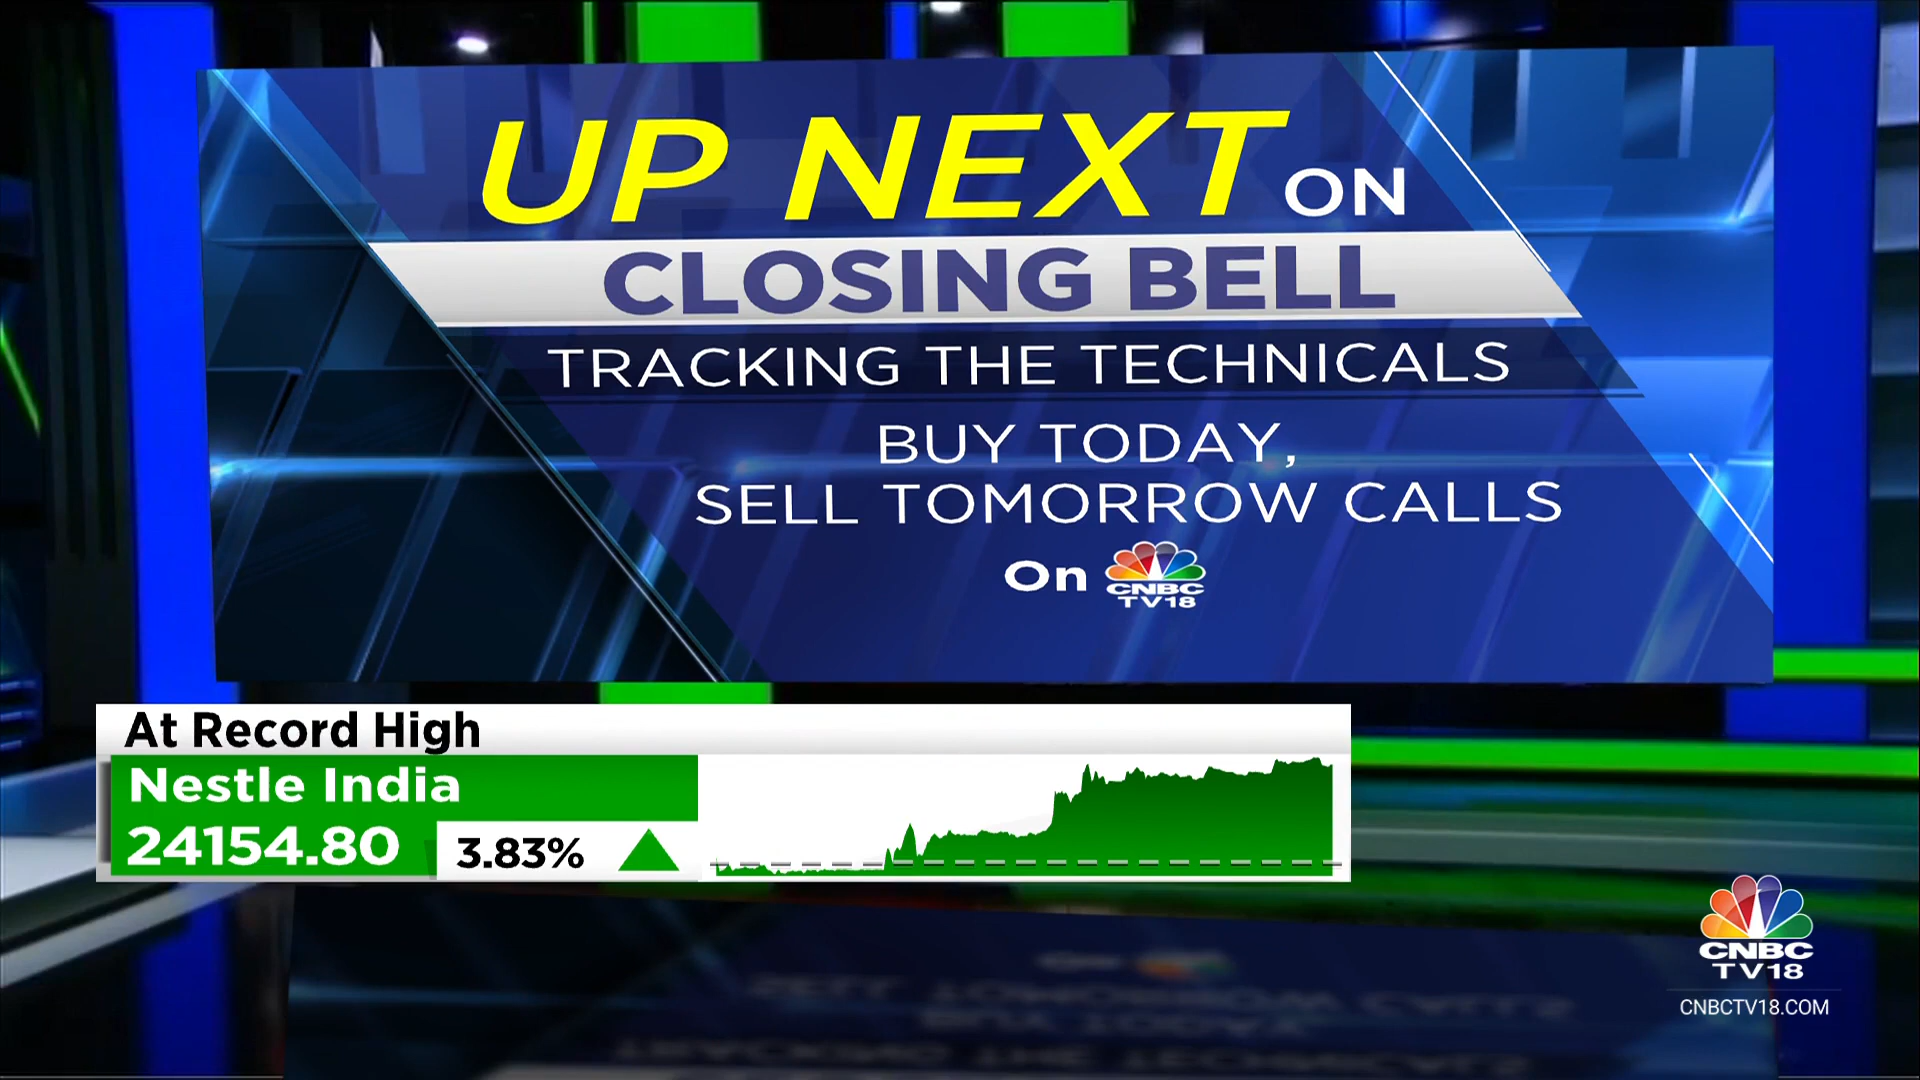 UP NEXT ON
CLOSING BELL
TRACKING THE TECHNICALS
BUY TODAY,
SELL TOMORROW CALLS
On CNBC
TV18
At Record High
Nestle India
24154.80
3.83%
CNBC
TV18
CNBCTV18.COM